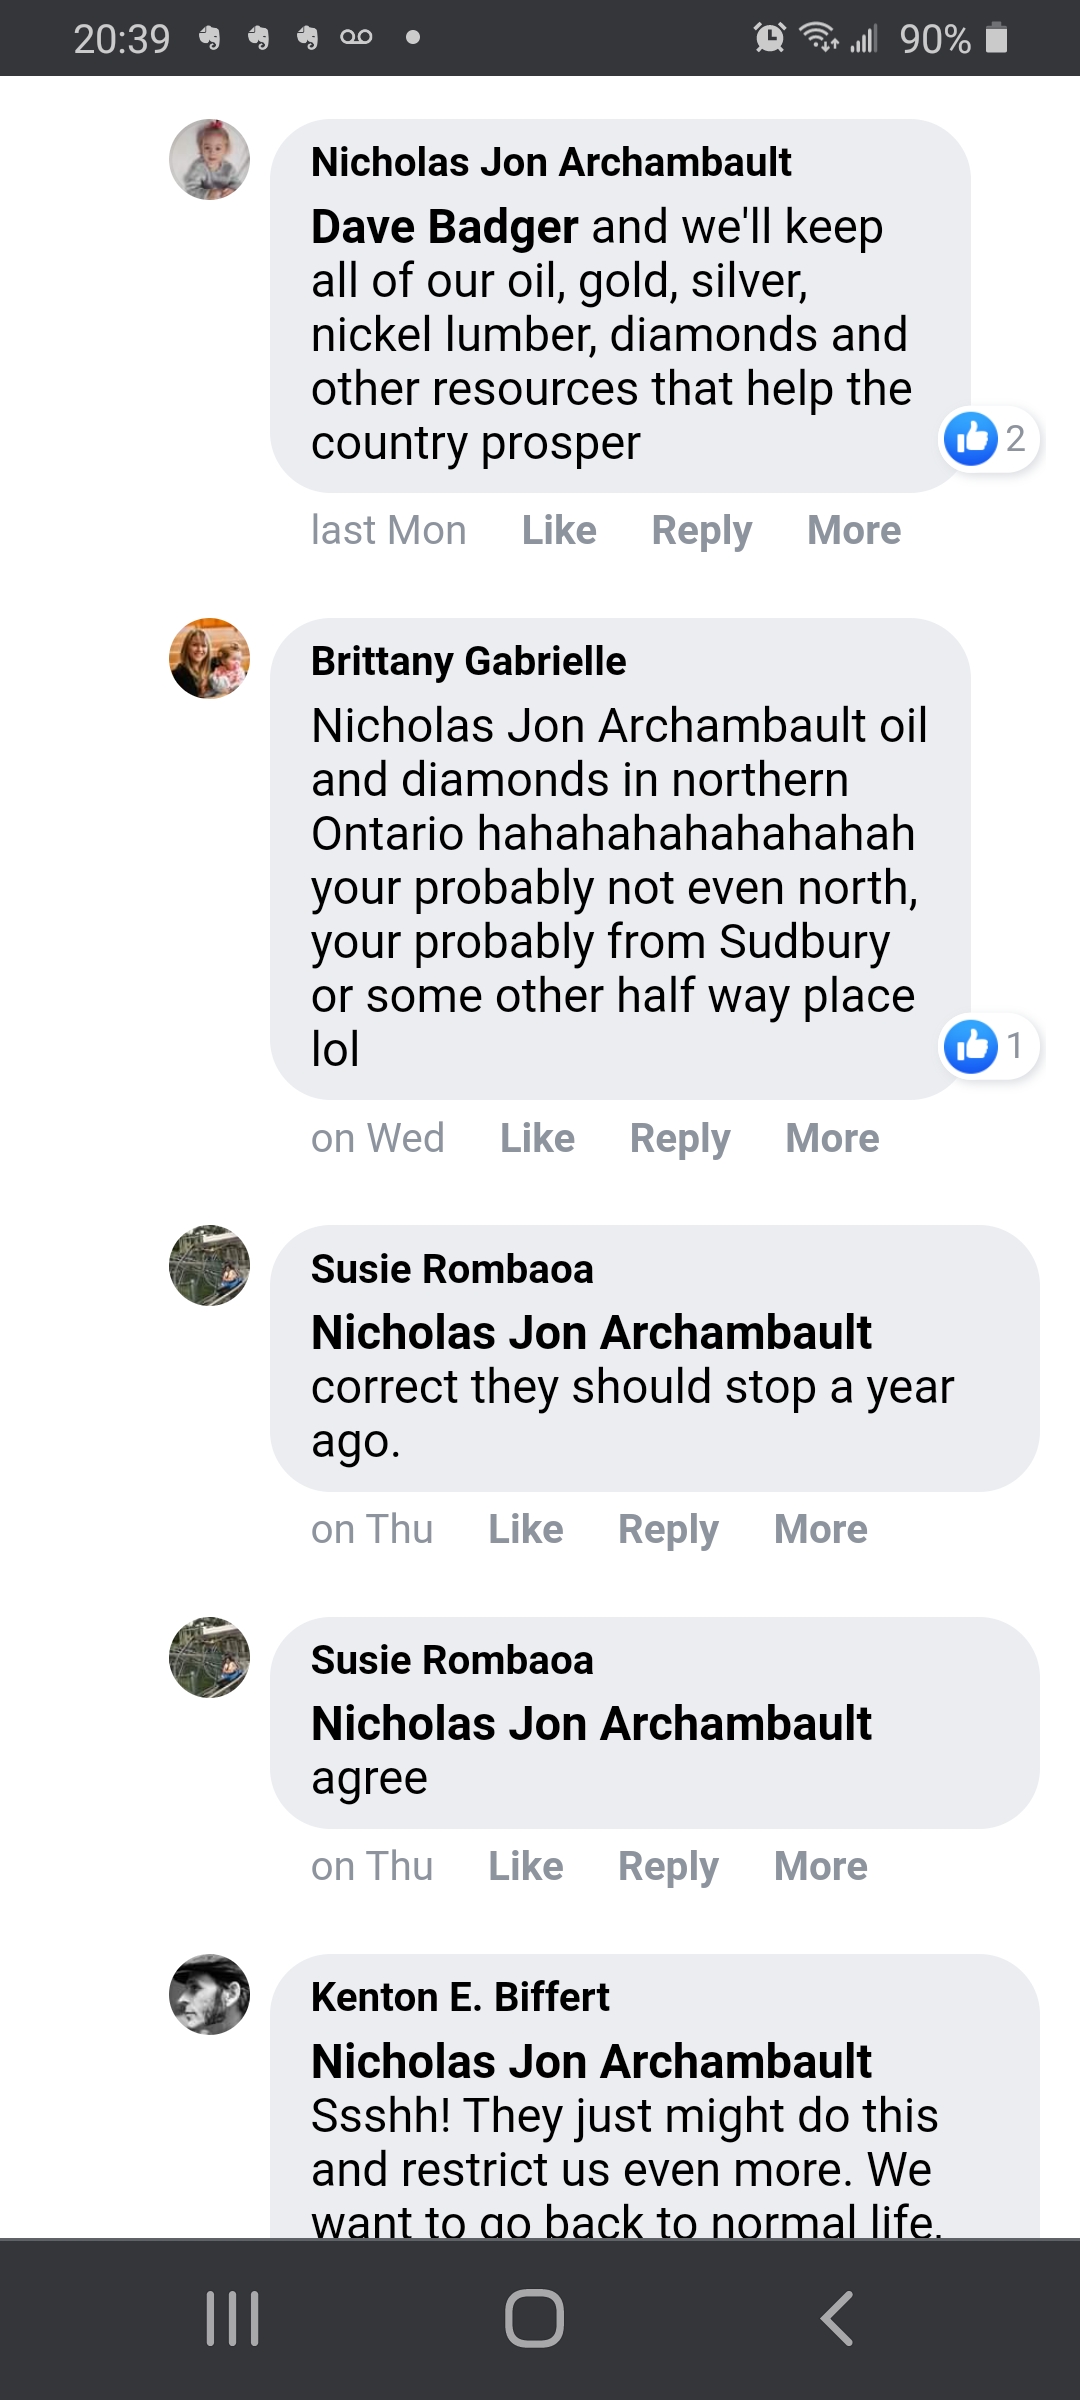 20:39
90%
Nicholas Jon Archambault
Dave Badger and we'll keep
all of our oil, gold, silver,
nickel lumber, diamonds and
other resources that help the
country prosper
2
last Mon Like Reply More
Brittany Gabrielle
Nicholas Jon Archambault oil
and diamonds in northern
Ontario hahahahahahahahah
your probably not even north,
your probably from Sudbury
or some other half way place
lol
1
on Wed Like Reply More
Susie Rombaoa
Nicholas Jon Archambault
correct they should stop a year
ago.
on Thu Like Reply More
Susie Rombaoa
Nicholas Jon Archambault
agree
on Thu Like Reply More
Kenton E. Biffert
Nicholas Jon Archambault
Sssshh! They just might do this
and restrict us even more. We
want to go back to normal life.